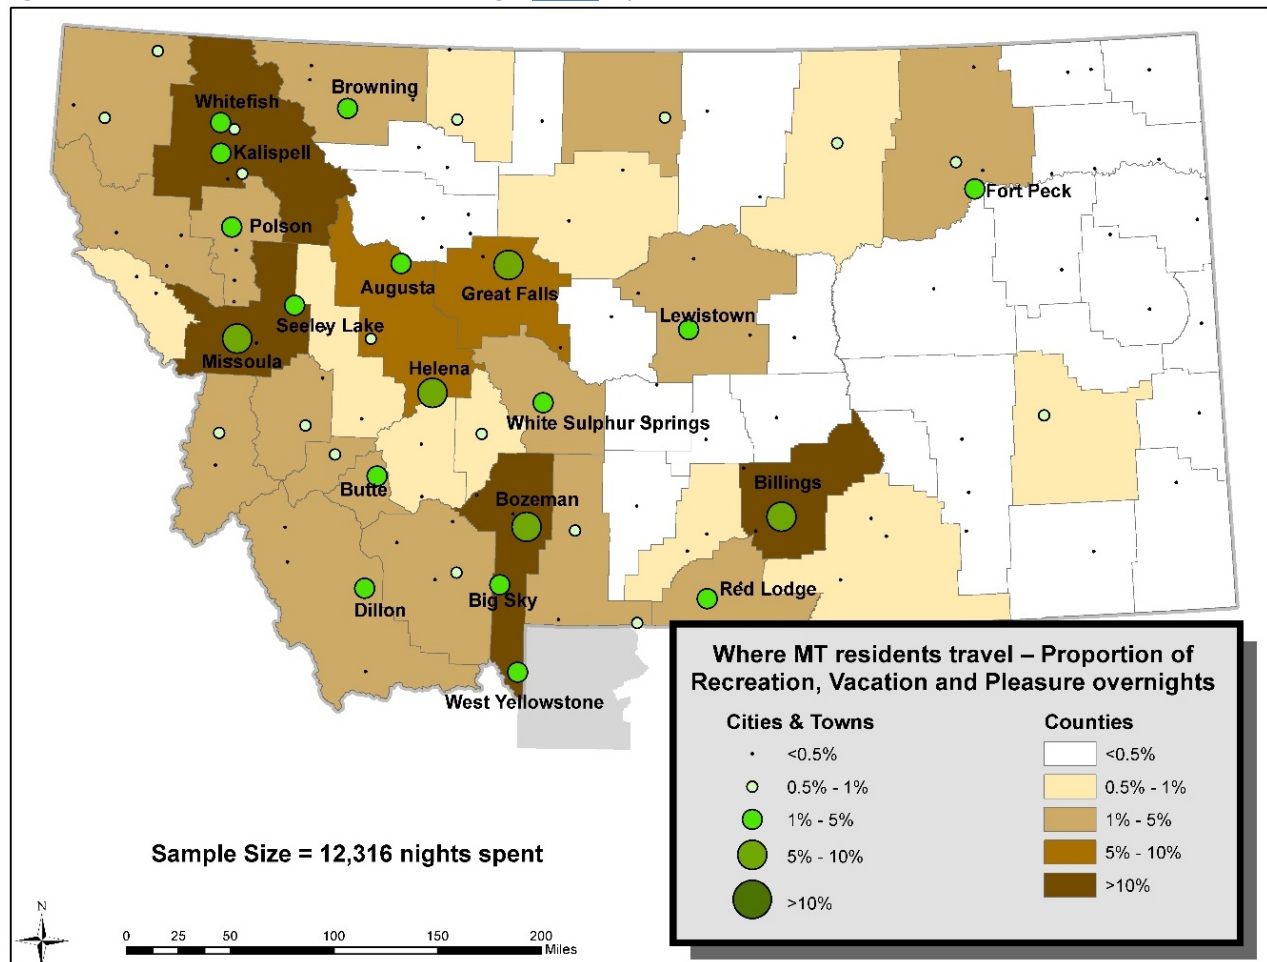 Whitefish
Browning
Kalispell
Fort Peck
Polson
Augusta
Great Falls
Seeley Lake
Lewistown
Missoula
Helena
White Sulphur Springs
Butte
Bozeman
Billings
Dillon
Big Sky
Red Lodge
West Yellowstone
Where MT residents travel – Proportion of
Recreation, Vacation and Pleasure overnights
Cities & Towns
<0.5%
0.5% - 1%
1% - 5%
5% - 10%
>10%
Counties
<0.5%
0.5% - 1%
1% - 5%
5% - 10%
>10%
Sample Size = 12,316 nights spent
N
0 25 50 100 150 200
Miles